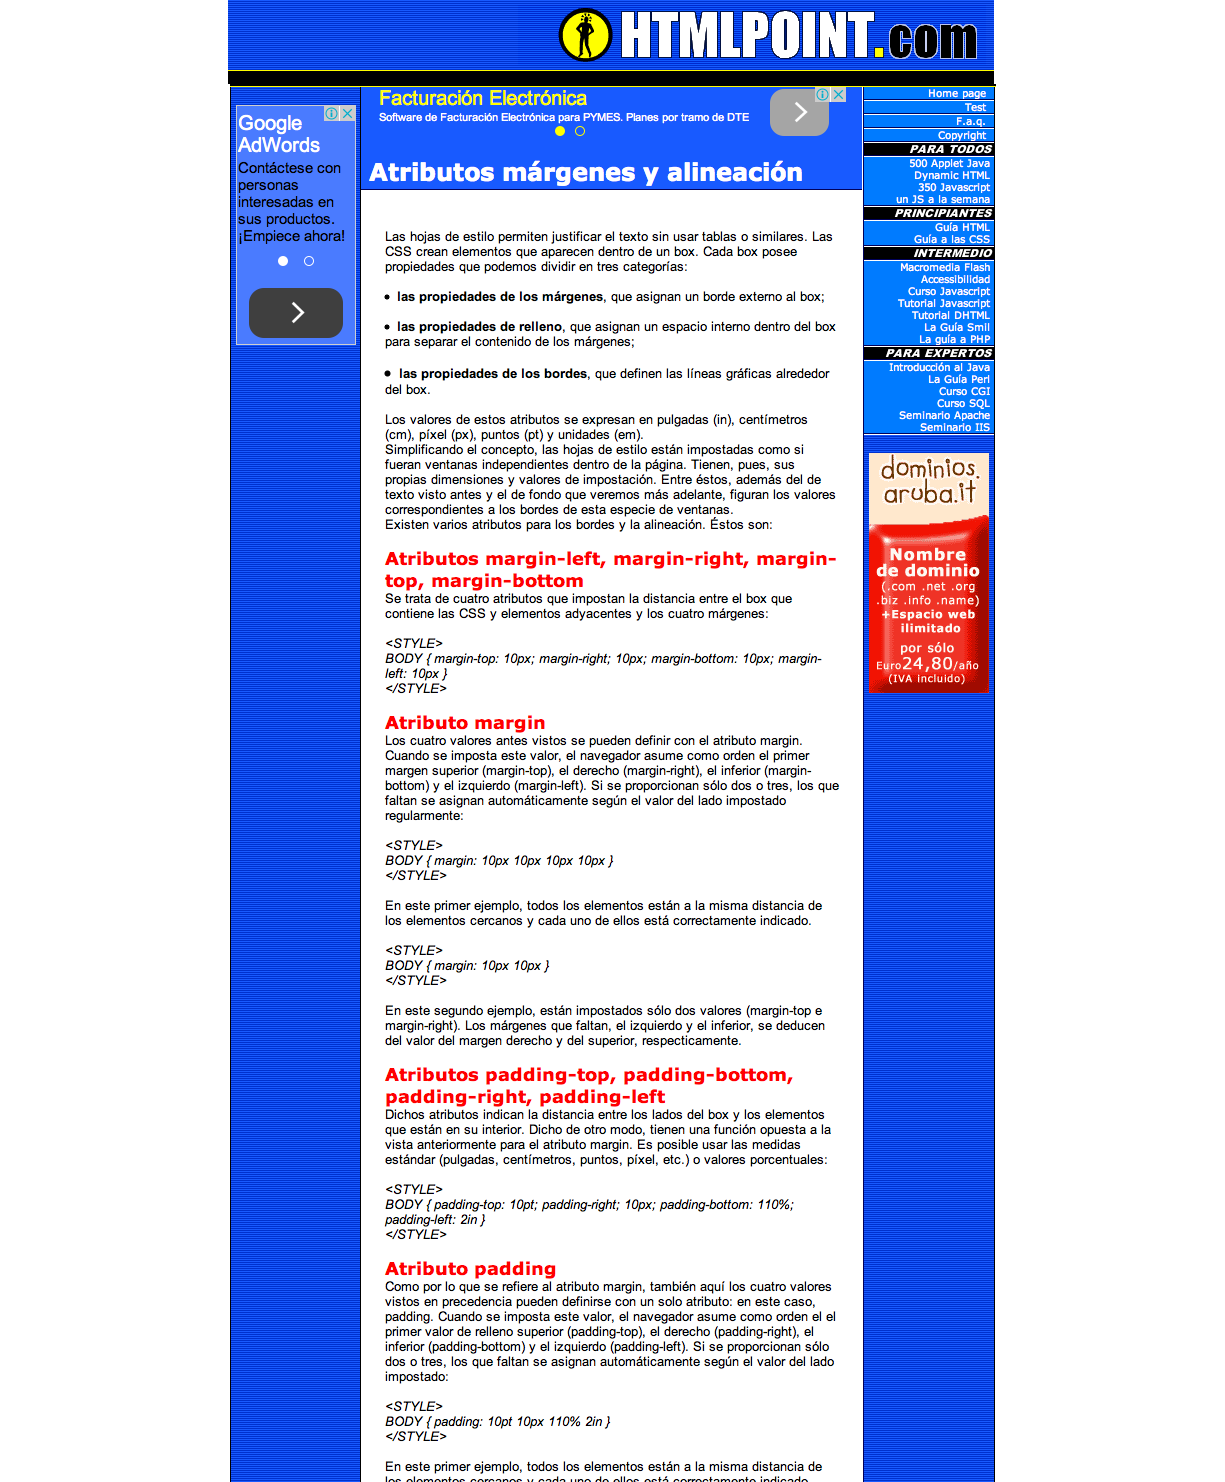 HTMLPOINT.com
Google
AdWords
Contáctese con
personas
interesadas en
sus productos.
¡Empiece ahora!
Facturación Electrónica
Software de Facturación Electrónica para PYMES. Planes por tramo de DTE
Atributos márgenes y alineación
Las hojas de estilo permiten justificar el texto sin usar tablas o similares. Las
CSS crean elementos que aparecen dentro de un box. Cada box posee
propiedades que podemos dividir en tres categorías:
• las propiedades de los márgenes, que asignan un borde externo al box;
• las propiedades de relleno, que asignan un espacio interno dentro del box
para separar el contenido de los márgenes;
• las propiedades de los bordes, que definen las líneas gráficas alrededor
del box.
Los valores de estos atributos se expresan en pulgadas (in), centímetros
(cm), píxel (px), puntos (pt) y unidades (em).
Simplificando el concepto, las hojas de estilo están impostadas como si
fueran ventanas independientes dentro de la página. Tienen, pues, sus
propias dimensiones y valores de impostación. Entre éstos, además del de
texto visto antes y el de fondo que veremos más adelante, figuran los valores
correspondientes a los bordes de esta especie de ventanas.
Existen varios atributos para los bordes y la alineación. Éstos son:
Atributos margin-left, margin-right, margin-
top, margin-bottom
Se trata de cuatro atributos que impostan la distancia entre el box que
contiene las CSS y elementos adyacentes y los cuatro márgenes:
<STYLE>
BODY { margin-top: 10px; margin-right; 10px; margin-bottom: 10px; margin-
left: 10px }
</STYLE>
Atributo margin
Los cuatro valores antes vistos se pueden definir con el atributo margin.
Cuando se imposta este valor, el navegador asume como orden el primer
margen superior (margin-top), el derecho (margin-right), el inferior (margin-
bottom) y el izquierdo (margin-left). Si se proporcionan sólo dos o tres, los que
faltan se asignan automáticamente según el valor del lado impostado
regularmente:
<STYLE>
BODY { margin: 10px 10px 10px 10px }
</STYLE>
En este primer ejemplo, todos los elementos están a la misma distancia de
los elementos cercanos y cada uno de ellos está correctamente indicado.
<STYLE>
BODY { margin: 10px 10px }
</STYLE>
En este segundo ejemplo, están impostados sólo dos valores (margin-top e
margin-right). Los márgenes que faltan, el izquierdo y el inferior, se deducen
del valor del margen derecho y del superior, respecticamente.
Atributos padding-top, padding-bottom,
padding-right, padding-left
Dichos atributos indican la distancia entre los lados del box y los elementos
que están en su interior. Dicho de otro modo, tienen una función opuesta a la
vista anteriormente para el atributo margin. Es posible usar las medidas
estándar (pulgadas, centímetros, puntos, píxel, etc.) o valores porcentuales:
<STYLE>
BODY { padding-top: 10pt; padding-right; 10px; padding-bottom: 110%;
padding-left: 2in }
</STYLE>
Atributo padding
Como por lo que se refiere al atributo margin, también aquí los cuatro valores
vistos en precedencia pueden definirse con un solo atributo: en este caso,
padding. Cuando se imposta este valor, el navegador asume como orden el el
primer valor de relleno superior (padding-top), el derecho (padding-right), el
inferior (padding-bottom) y el izquierdo (padding-left). Si se proporcionan sólo
dos o tres, los que faltan se asignan automáticamente según el valor del lado
impostado:
<STYLE>
BODY { padding: 10pt 10px 110% 2in }
</STYLE>
En este primer ejemplo, todos los elementos están a la misma distancia de
los elementos cercanos y cada uno de ellos está correctamente indicado.
Home page
Test
F.a.q.
Copyright
PARA TODOS
500 Applet Java
Dynamic HTML
350 Javascript
un JS a la semana
PRINCIPIANTES
Guía HTML
Guía a las CSS
INTERMEDIO
Macromedia Flash
Accesibilidad
Curso Javascript
Tutorial Javascript
Tutorial DHTML
La Guía Smil
La guía a PHP
PARA EXPERTOS
Introducción al Java
La Guía Perl
Curso CGI
Curso SQL
Seminario Apache
Seminario IIS
dominios.
aruba.it
Nombre
de dominio
(.com .net .org
.biz .info .name)
+Espacio web
ilimitado
por sólo
Euro24,80/año
(IVA incluido)